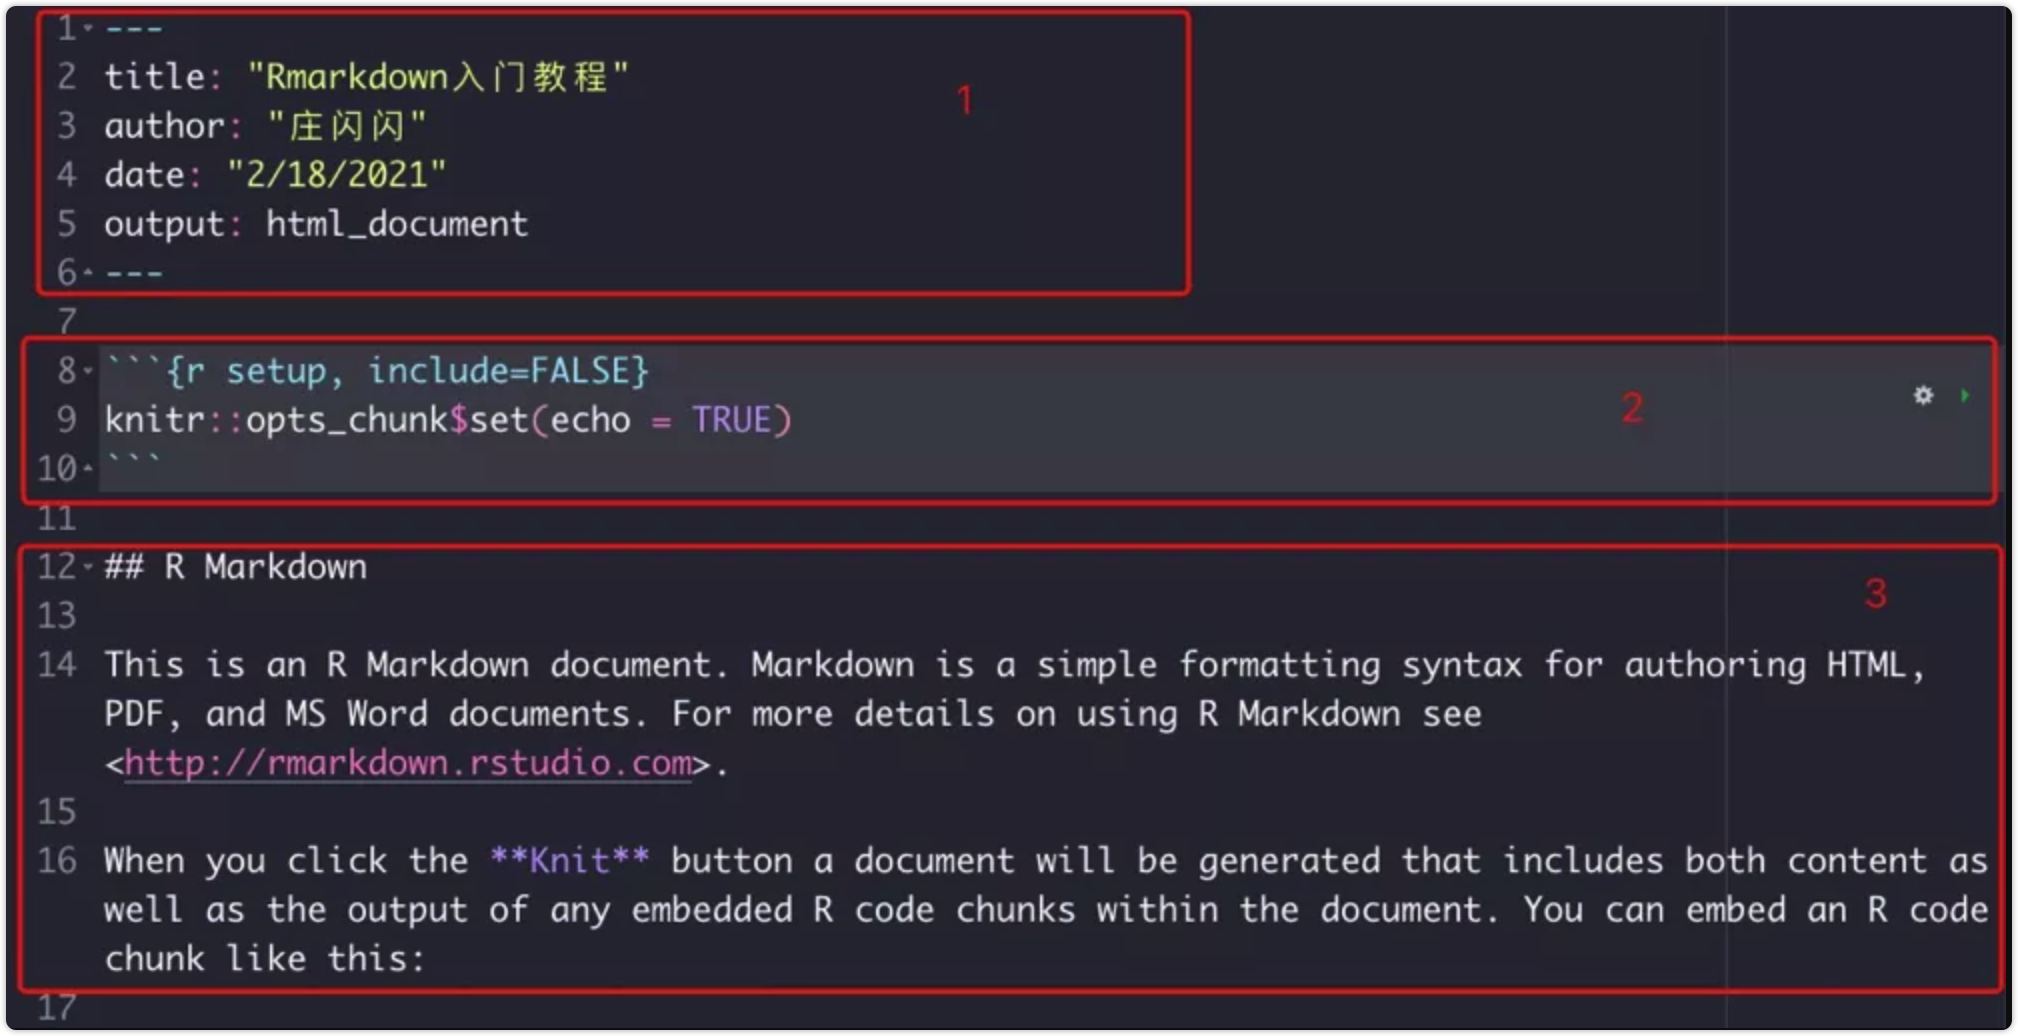 1 ---
2 title: "Rmarkdown入门教程"
1
3 author: "庄闪闪"
4 date: "2/18/2021"
5 output: html_document
6 ---
7
8 ```{r setup, include=FALSE}
9 knitr::opts_chunk$set(echo = TRUE)
2
10 ```
11
12 ## R Markdown
3
13
14 This is an R Markdown document. Markdown is a simple formatting syntax for authoring HTML,
PDF, and MS Word documents. For more details on using R Markdown see
<http://rmarkdown.rstudio.com>.
15
16 When you click the **Knit** button a document will be generated that includes both content as
well as the output of any embedded R code chunks within the document. You can embed an R code
chunk like this:
17